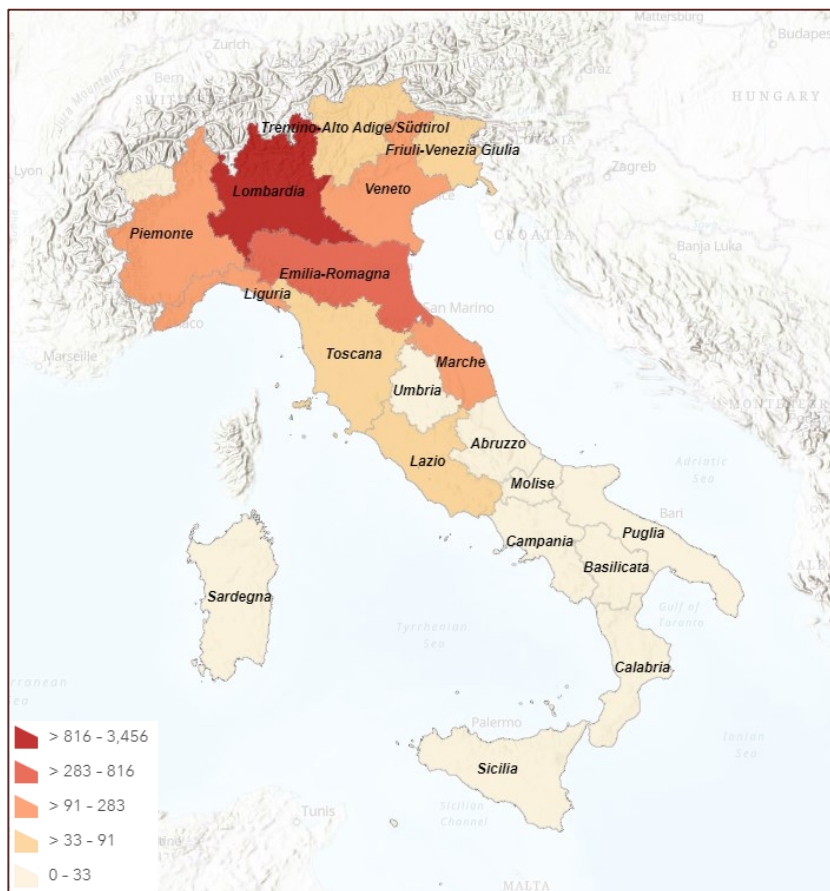 Mattersburg
Budapes
Zurich
Bern
Graz
HUNGARY
Trentino-Alto Adige/Südtirol
Friuli-Venezia Giulia
Lyon
Zagreb
Lombardia
Veneto
Piemonte
CROATIA
Banja Luka
Emilia-Romagna
Liguria
San Marino
Marseille
Toscana
Marche
Umbria
Abruzzo
Lazio
Adriatic
Sea
Molise
Bari
Puglia
Campania
Basilicata
Sardegna
Gulf of
Taranto
Tyrrhenian
Sea
Calabria
Palermo
Ionian
Sea
Sicilia
Sicilian
Channel
Tunis
MALTA
> 816 - 3,456
> 283 - 816
> 91 - 283
> 33 - 91
0 - 33